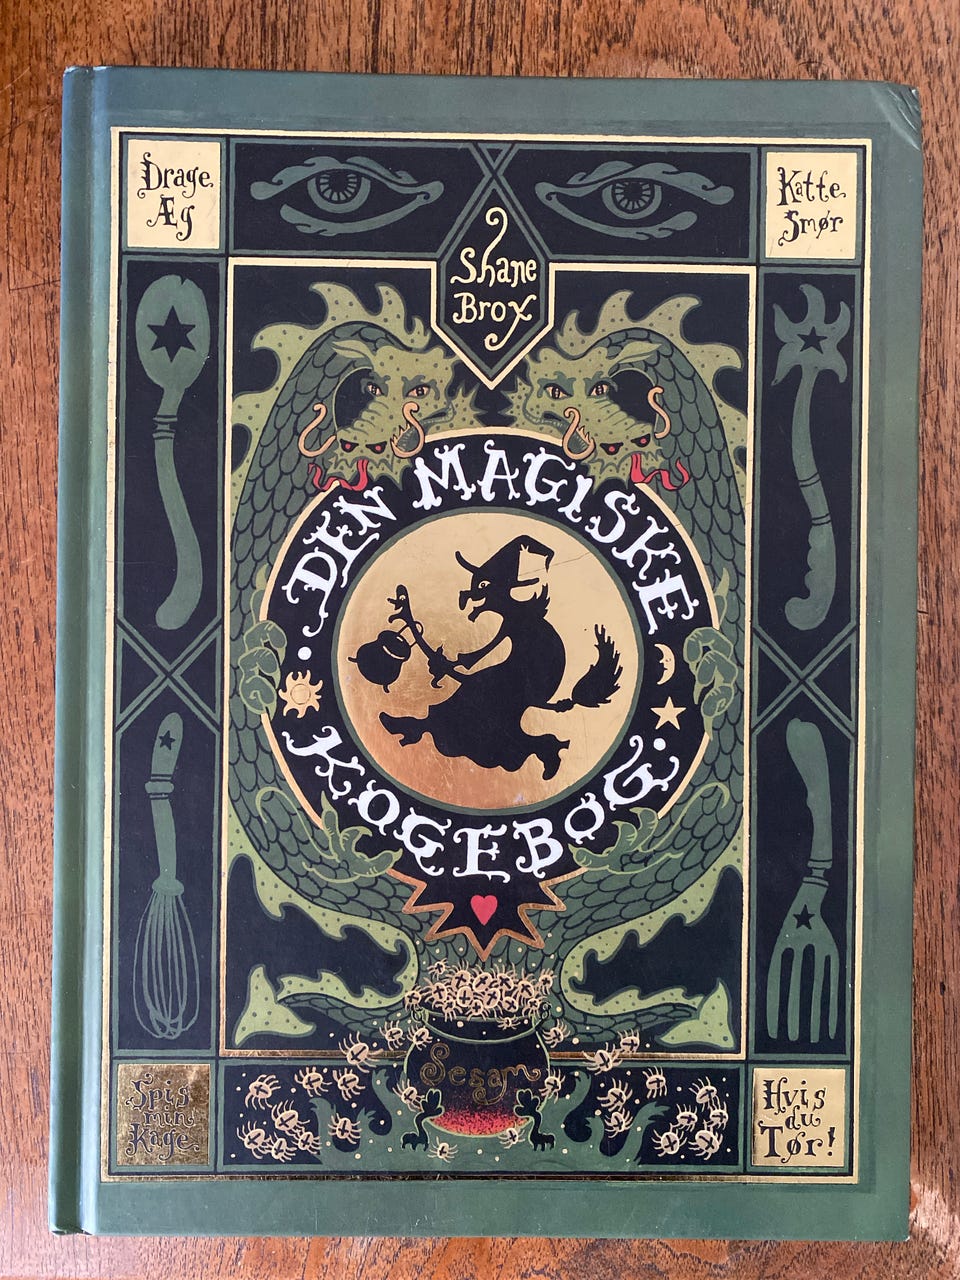 Drage
Æg
Katte
Smør
Shane
Brox
DEN MAGISKE
KOGEBOG
Sesam
Spis
min
Kage
Hvis
du
Tør!